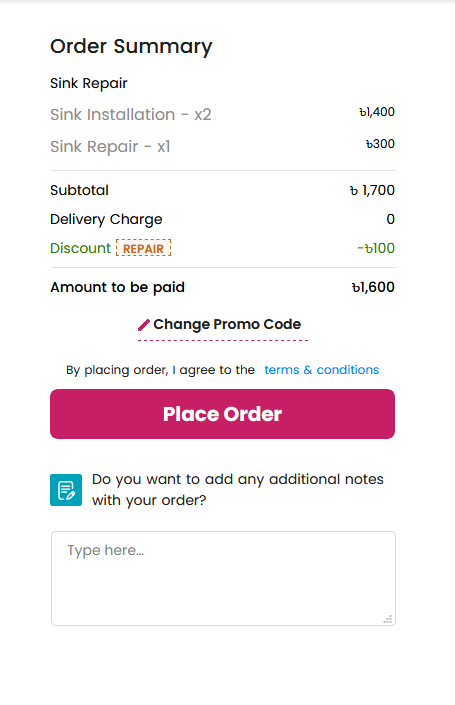 Order Summary
Sink Repair
Sink Installation - x2 ৳1,400
Sink Repair - x1 ৳300
Subtotal ৳ 1,700
Delivery Charge 0
Discount REPAIR -৳100
Amount to be paid ৳1,600
Change Promo Code
By placing order, I agree to the terms & conditions
Place Order
Do you want to add any additional notes
with your order?
Type here...